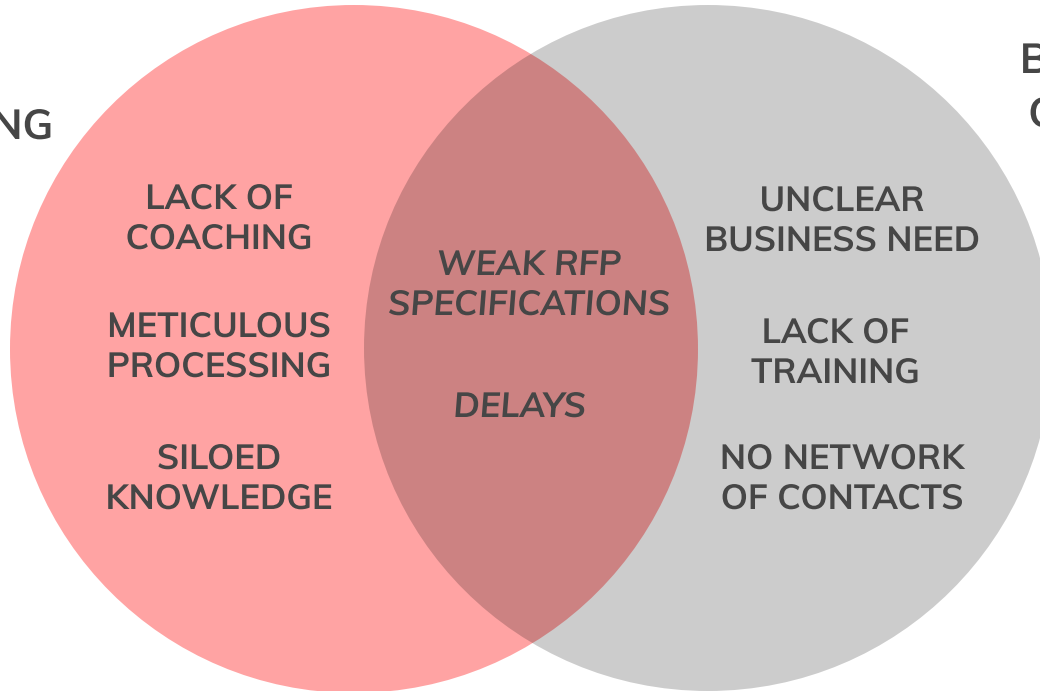 NG
LACK OF
COACHING
METICULOUS
PROCESSING
SILOED
KNOWLEDGE
WEAK RFP
SPECIFICATIONS
DELAYS
UNCLEAR
BUSINESS NEED
LACK OF
TRAINING
NO NETWORK
OF CONTACTS